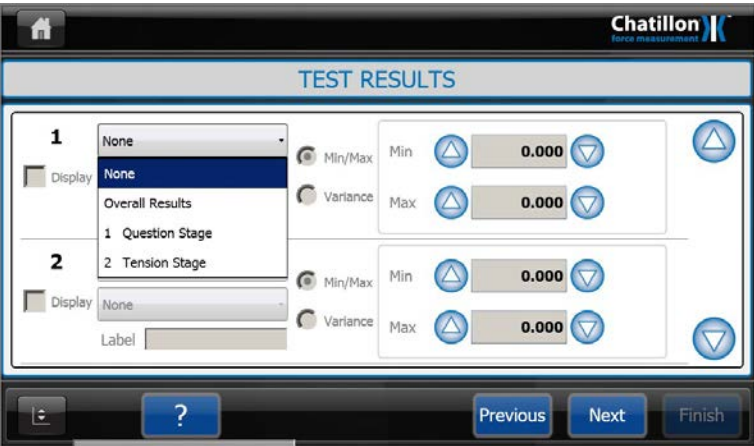 Chatillon
force measurement
TEST RESULTS
1
None
Display
None
Overall Results
1 Question Stage
2 Tension Stage
Min/Max
Variance
Min
0.000
Max
0.000
2
Display
None
Label
Min/Max
Variance
Min
0.000
Max
0.000
?
Previous
Next
Finish